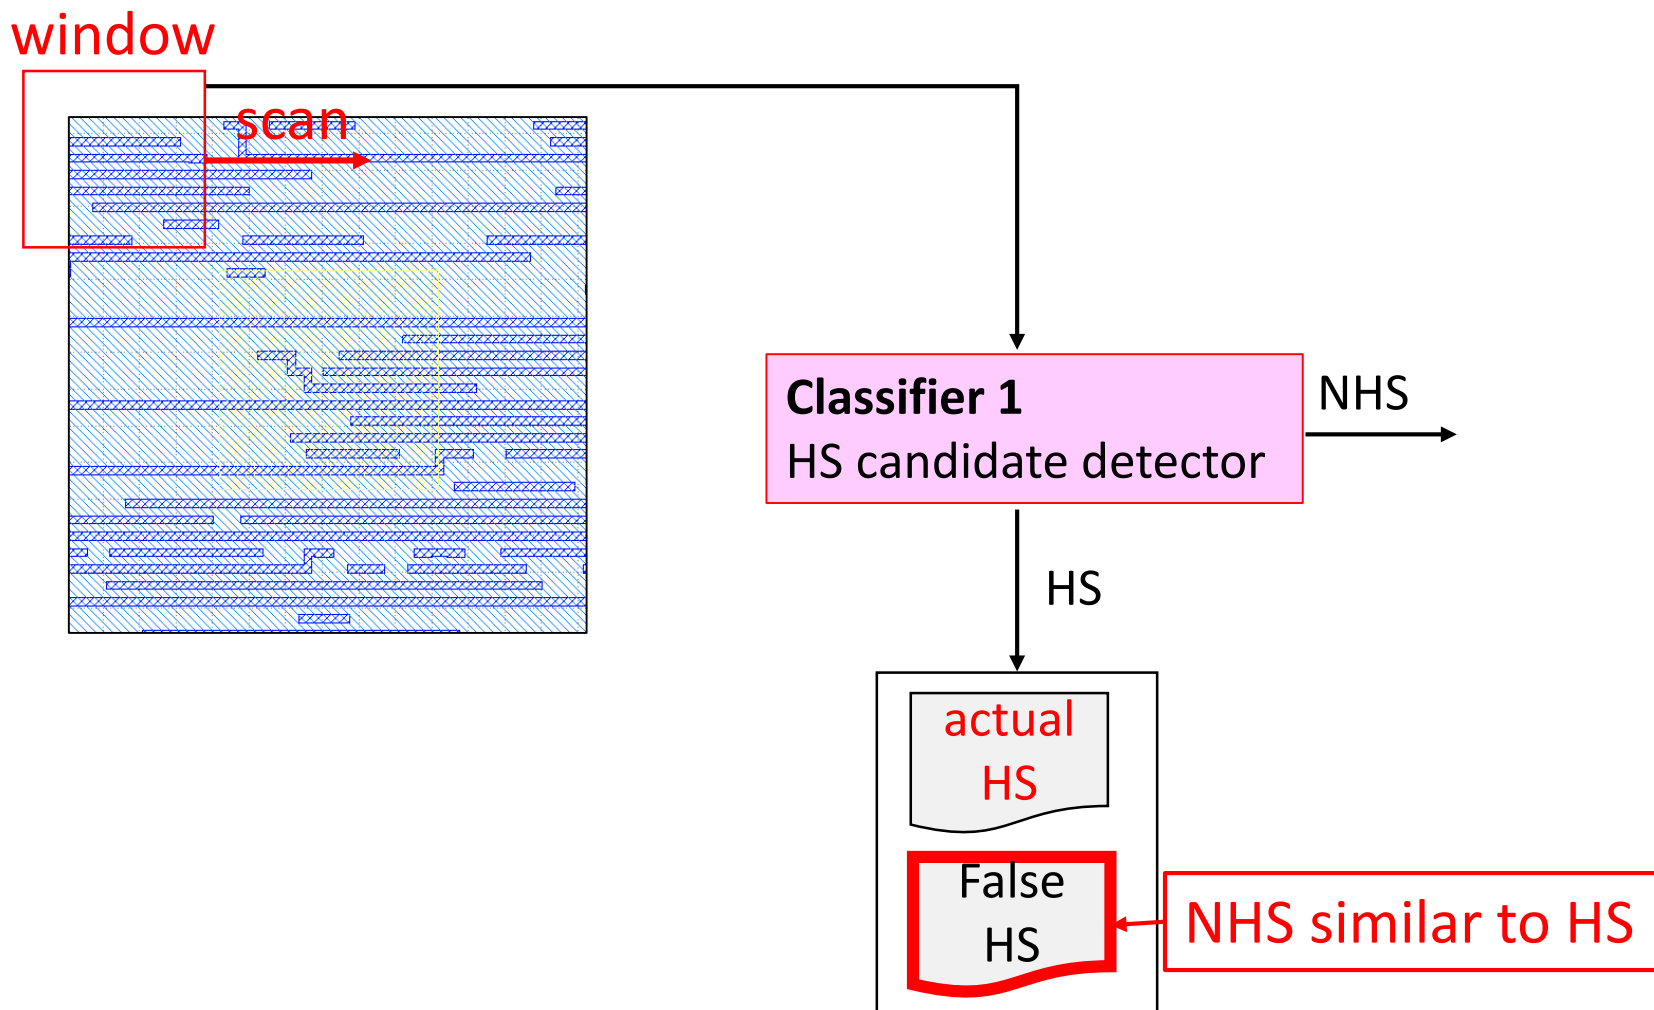 window
scan
Classifier 1
HS candidate detector
NHS
HS
actual
HS
False
HS
NHS similar to HS